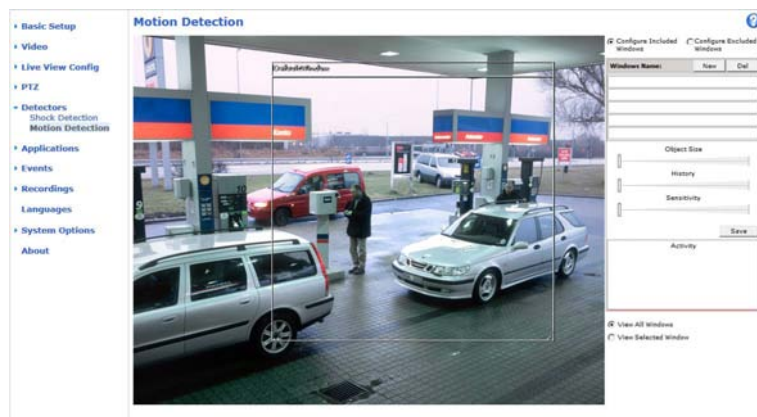 Motion Detection
Basic Setup
Video
Live View Config
PTZ
Detectors
Shock Detection
Motion Detection
Applications
Events
Recordings
Languages
System Options
About
Configure Included Windows
Configure Excluded Windows
Windows Name:
New
Del
Object Size
History
Sensitivity
Save
Activity
View All Windows
View Selected Window
10
9